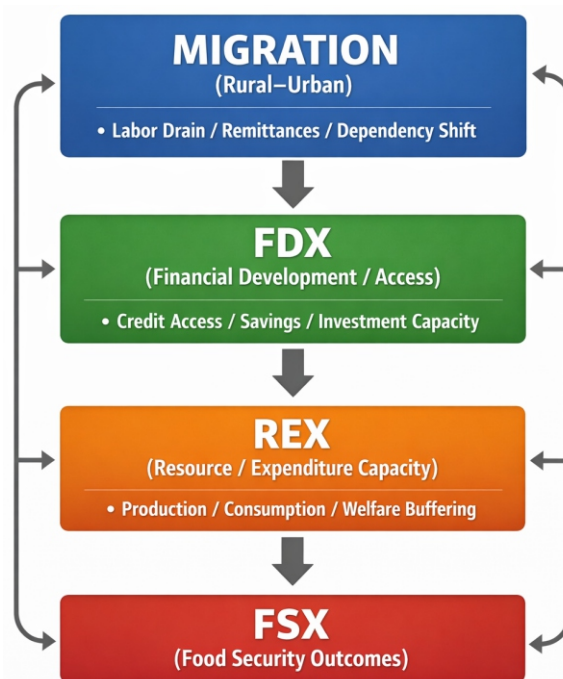 MIGRATION
(Rural–Urban)
• Labor Drain / Remittances / Dependency Shift
FDX
(Financial Development / Access)
• Credit Access / Savings / Investment Capacity
REX
(Resource / Expenditure Capacity)
• Production / Consumption / Welfare Buffering
FSX
(Food Security Outcomes)